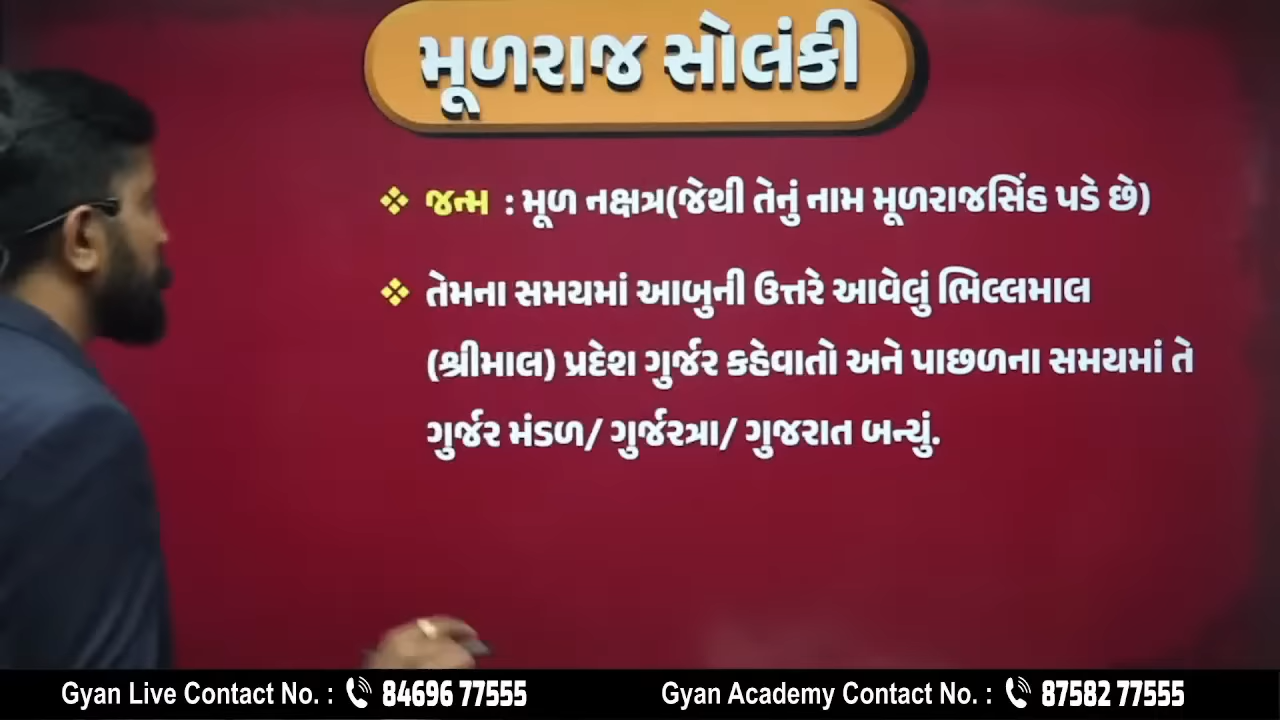 મૂળરાજ સોલંકી
❖ જન્મ : મૂળ નક્ષત્ર(જેથી તેનું નામ મૂળરાજસિંહ પડે છે)
❖ તેમના સમયમાં આબુની ઉત્તરે આવેલું ભિલ્લમાલ
(શ્રીમાલ) પ્રદેશ ગુર્જર કહેવાતો અને પાછળના સમયમાં તે
ગુર્જર મંડળ/ ગુર્જરત્રા/ ગુજરાત બન્યું.
Gyan Live Contact No. : 84696 77555 Gyan Academy Contact No. : 87582 77555